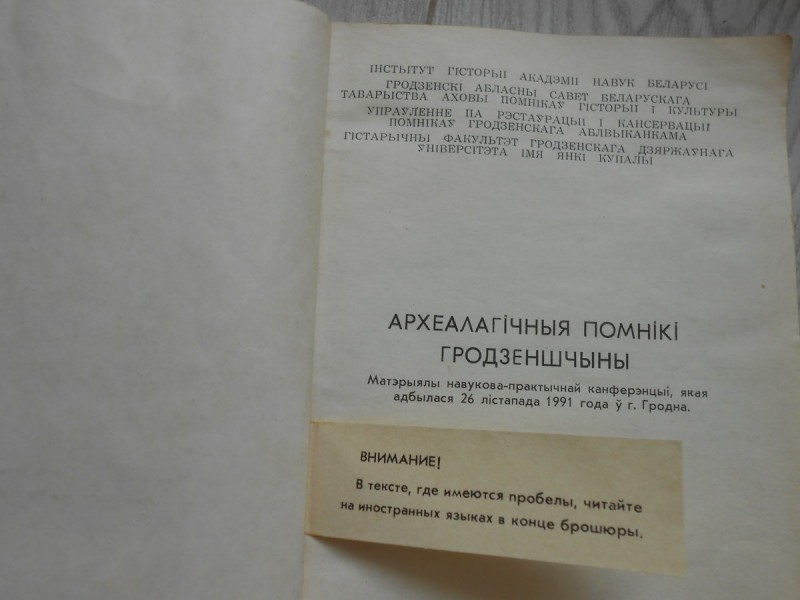 ІНСТЫТУТ ГІСТОРЫІ АКАДЭМІІ НАВУК БЕЛАРУСІ
ГРОДЗЕНСКІ АБЛАСНЫ САВЕТ БЕЛАРУСКАГА
ТАВАРЫСТВА АХОВЫ ПОМНІКАЎ ГІСТОРЫІ І КУЛЬТУРЫ
УПРАЎЛЕННЕ ПА РЭСТАЎРАЦЫІ І КАНСЕРВАЦЫІ
ПОМНІКАЎ ГРОДЗЕНСКАГА АБЛВЫКАНКАМА
ГІСТАРЫЧНЫ ФАКУЛЬТЭТ ГРОДЗЕНСКАГА ДЗЯРЖАЎНАГА
УНІВЕРСІТЭТА ІМЯ ЯНКІ КУПАЛЫ
АРХЕАЛАГІЧНЫЯ ПОМНІКІ
ГРОДЗЕНШЧЫНЫ
Матэрыялы навукова-практычнай канферэнцыі, якая
адбылася 26 лістапада 1991 года ў г. Гродна.
ВНИМАНИЕ!
В тексте, где имеются пробелы, читайте
на иностранных языках в конце брошюры.